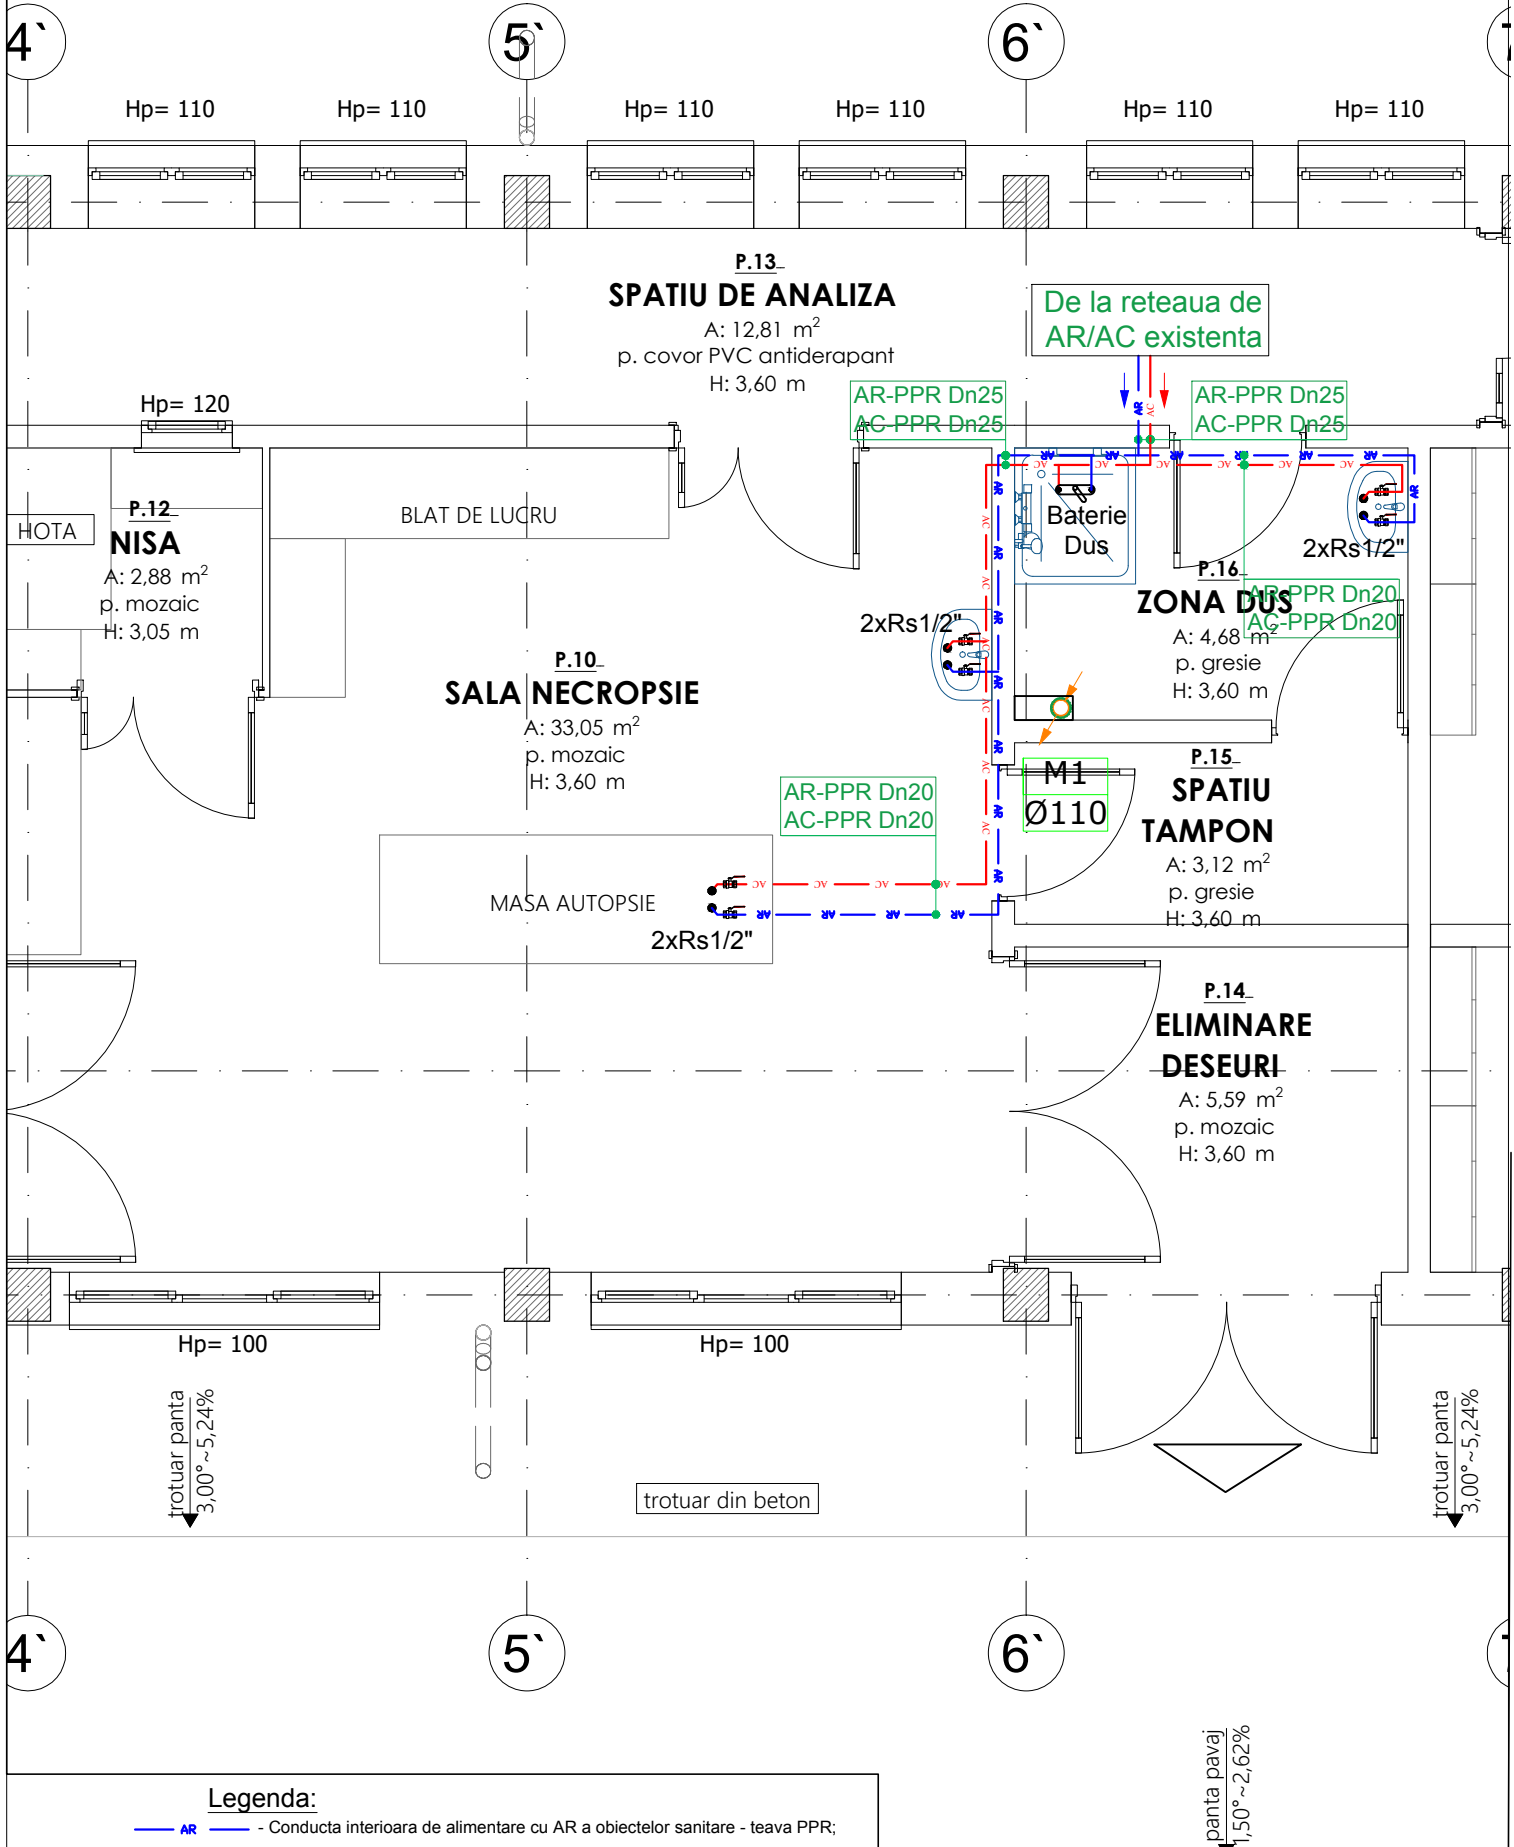 4`
5`
6`
Hp= 110
Hp= 110
Hp= 110
Hp= 110
Hp= 110
Hp= 110
P.13
SPATIU DE ANALIZA
A: 12,81 m²
p. covor PVC antiderapant
H: 3,60 m
De la reteaua de
AR/AC existenta
AR-PPR Dn25
AC-PPR Dn25
AR-PPR Dn25
AC-PPR Dn25
Hp= 120
HOTA
P.12
NISA
A: 2,88 m²
p. mozaic
H: 3,05 m
BLAT DE LUCRU
Baterie
Dus
2xRs1/2"
P.16
ZONA DUS
A: 4,68 m²
p. gresie
H: 3,60 m
AR-PPR Dn20
AC-PPR Dn20
2xRs1/2"
P.10
SALA NECROPSIE
A: 33,05 m²
p. mozaic
H: 3,60 m
M1
Ø110
P.15
SPATIU
TAMPON
A: 3,12 m²
p. gresie
H: 3,60 m
AR-PPR Dn20
AC-PPR Dn20
MASA AUTOPSIE
2xRs1/2"
P.14
ELIMINARE
DESEURI
A: 5,59 m²
p. mozaic
H: 3,60 m
Hp= 100
Hp= 100
trotuar panta
3,00°~5,24%
trotuar panta
3,00°~5,24%
trotuar din beton
4`
5`
6`
panta pavaj
1,50°~2,62%
Legenda:
AR - Conducta interioara de alimentare cu AR a obiectelor sanitare - teava PPR;